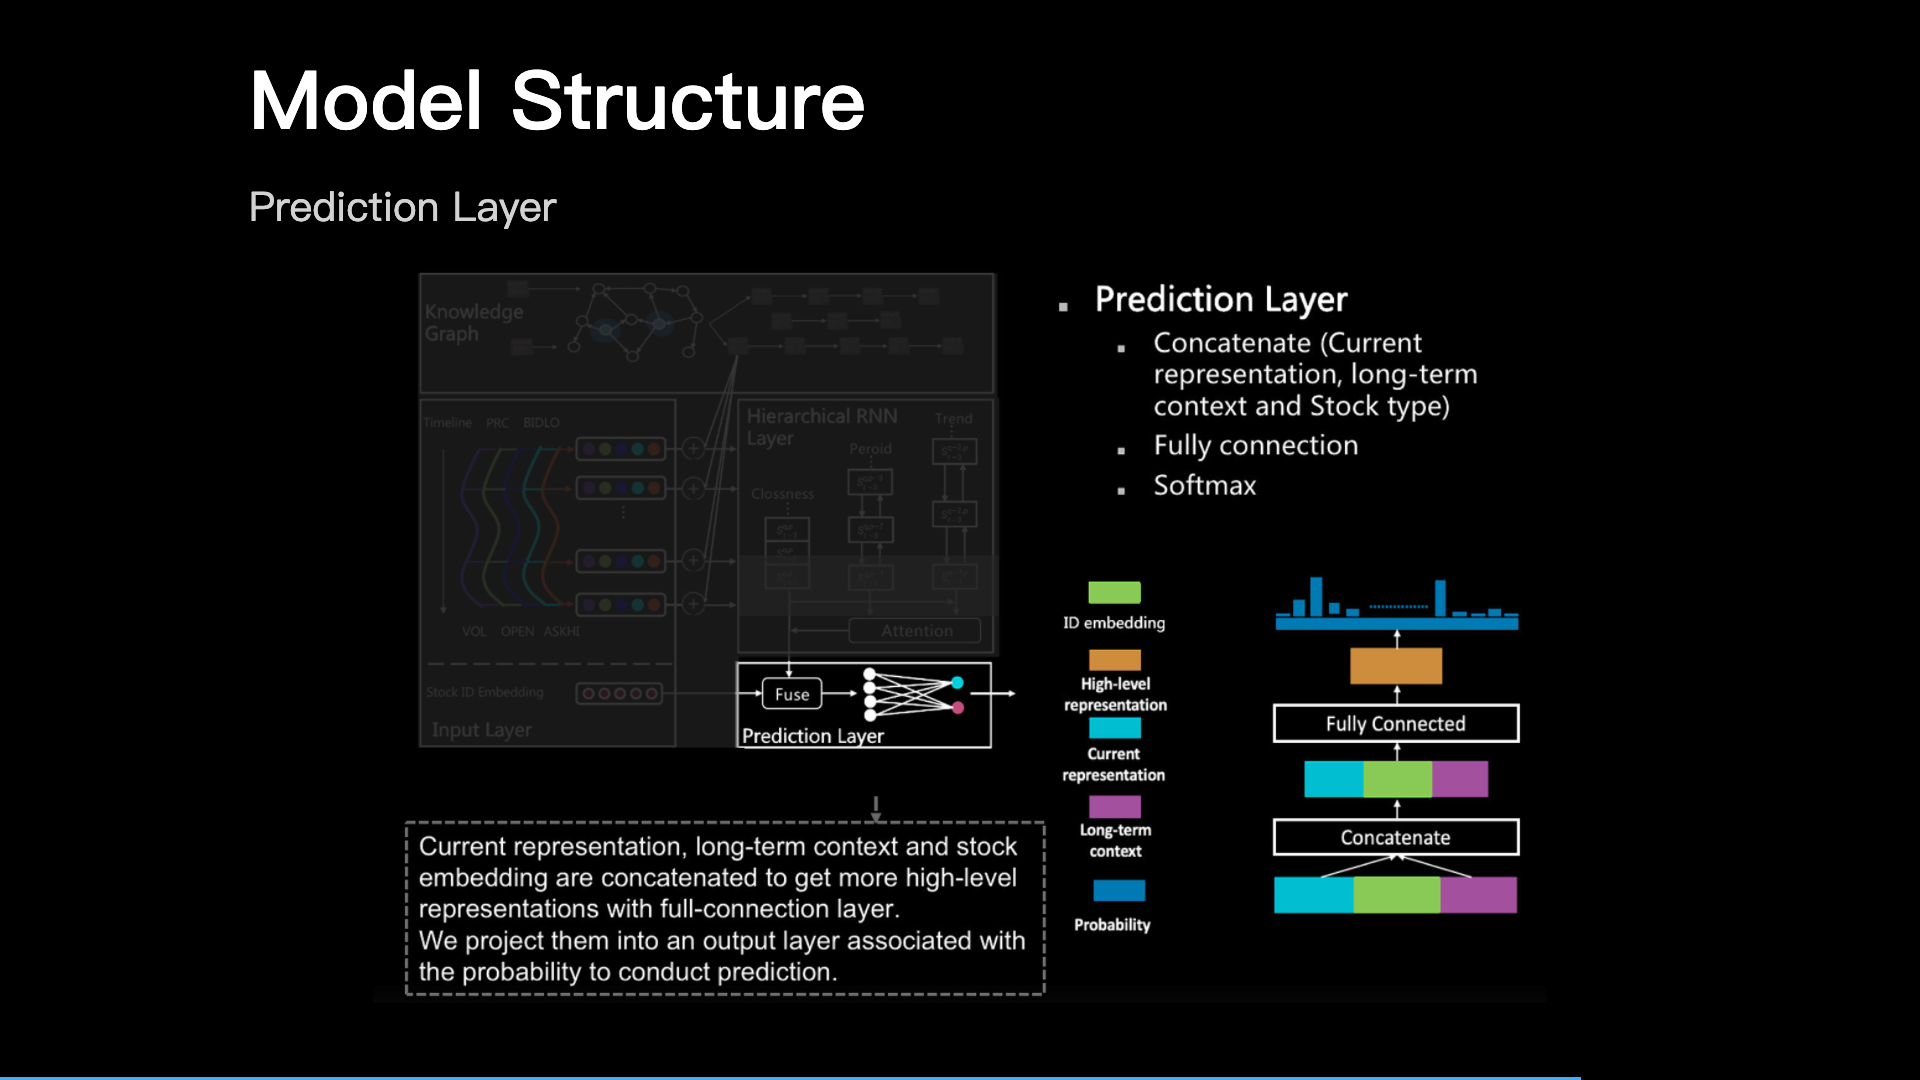 Model Structure
Prediction Layer
Knowledge
Graph
Timeline PRC BIDLO
VOL OPEN ASKHI
Stock ID Embedding
Input Layer
Hierarchical RNN
Layer
Trend
Peroid
Clossness
Attention
Fuse
Prediction Layer
Current representation, long-term context and stock
embedding are concatenated to get more high-level
representations with full-connection layer.
We project them into an output layer associated with
the probability to conduct prediction.
▪ Prediction Layer
▪ Concatenate (Current
representation, long-term
context and Stock type)
▪ Fully connection
▪ Softmax
ID embedding
High-level
representation
Current
representation
Long-term
context
Probability
Fully Connected
Concatenate